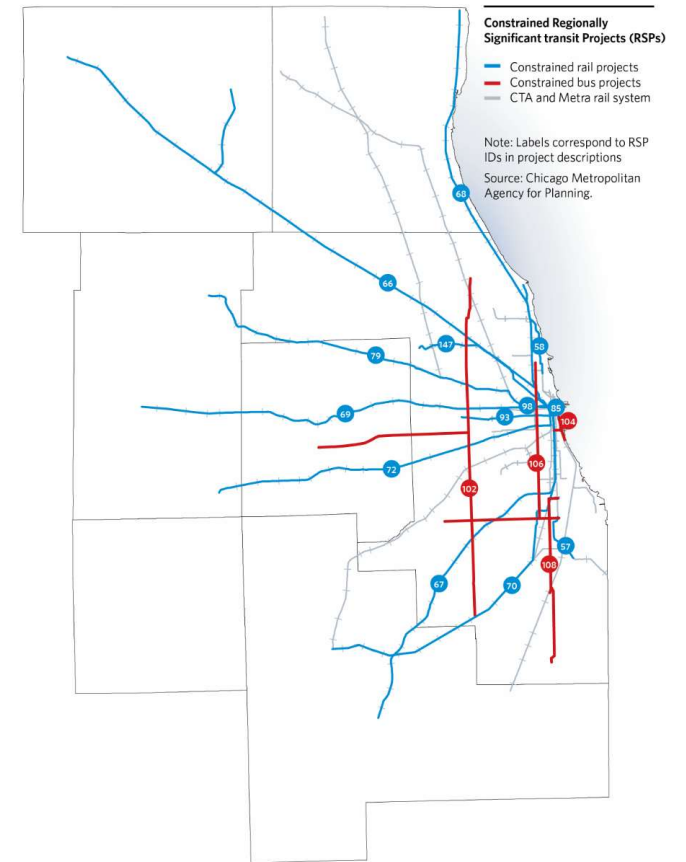 Constrained Regionally
Significant transit Projects (RSPs)
Constrained rail projects
Constrained bus projects
CTA and Metra rail system
Note: Labels correspond to RSP
IDs in project descriptions
Source: Chicago Metropolitan
Agency for Planning.
68
66
147
58
79
69
98
85
93
104
72
106
102
57
108
67
70